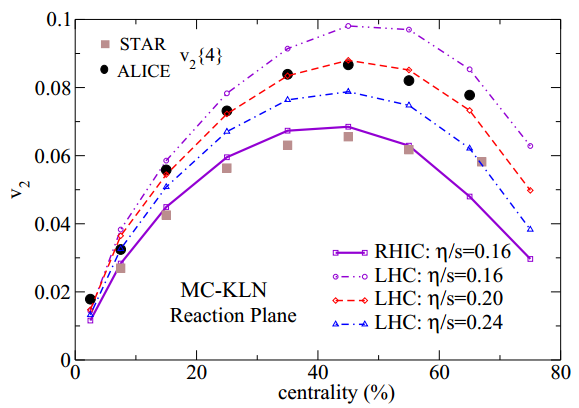 0.1
0.08
0.06
0.04
0.02
0
v₂
STAR
ALICE
v₂{4}
RHIC: η/s=0.16
LHC: η/s=0.16
LHC: η/s=0.20
LHC: η/s=0.24
MC-KLN
Reaction Plane
0 20 40 60 80
centrality (%)